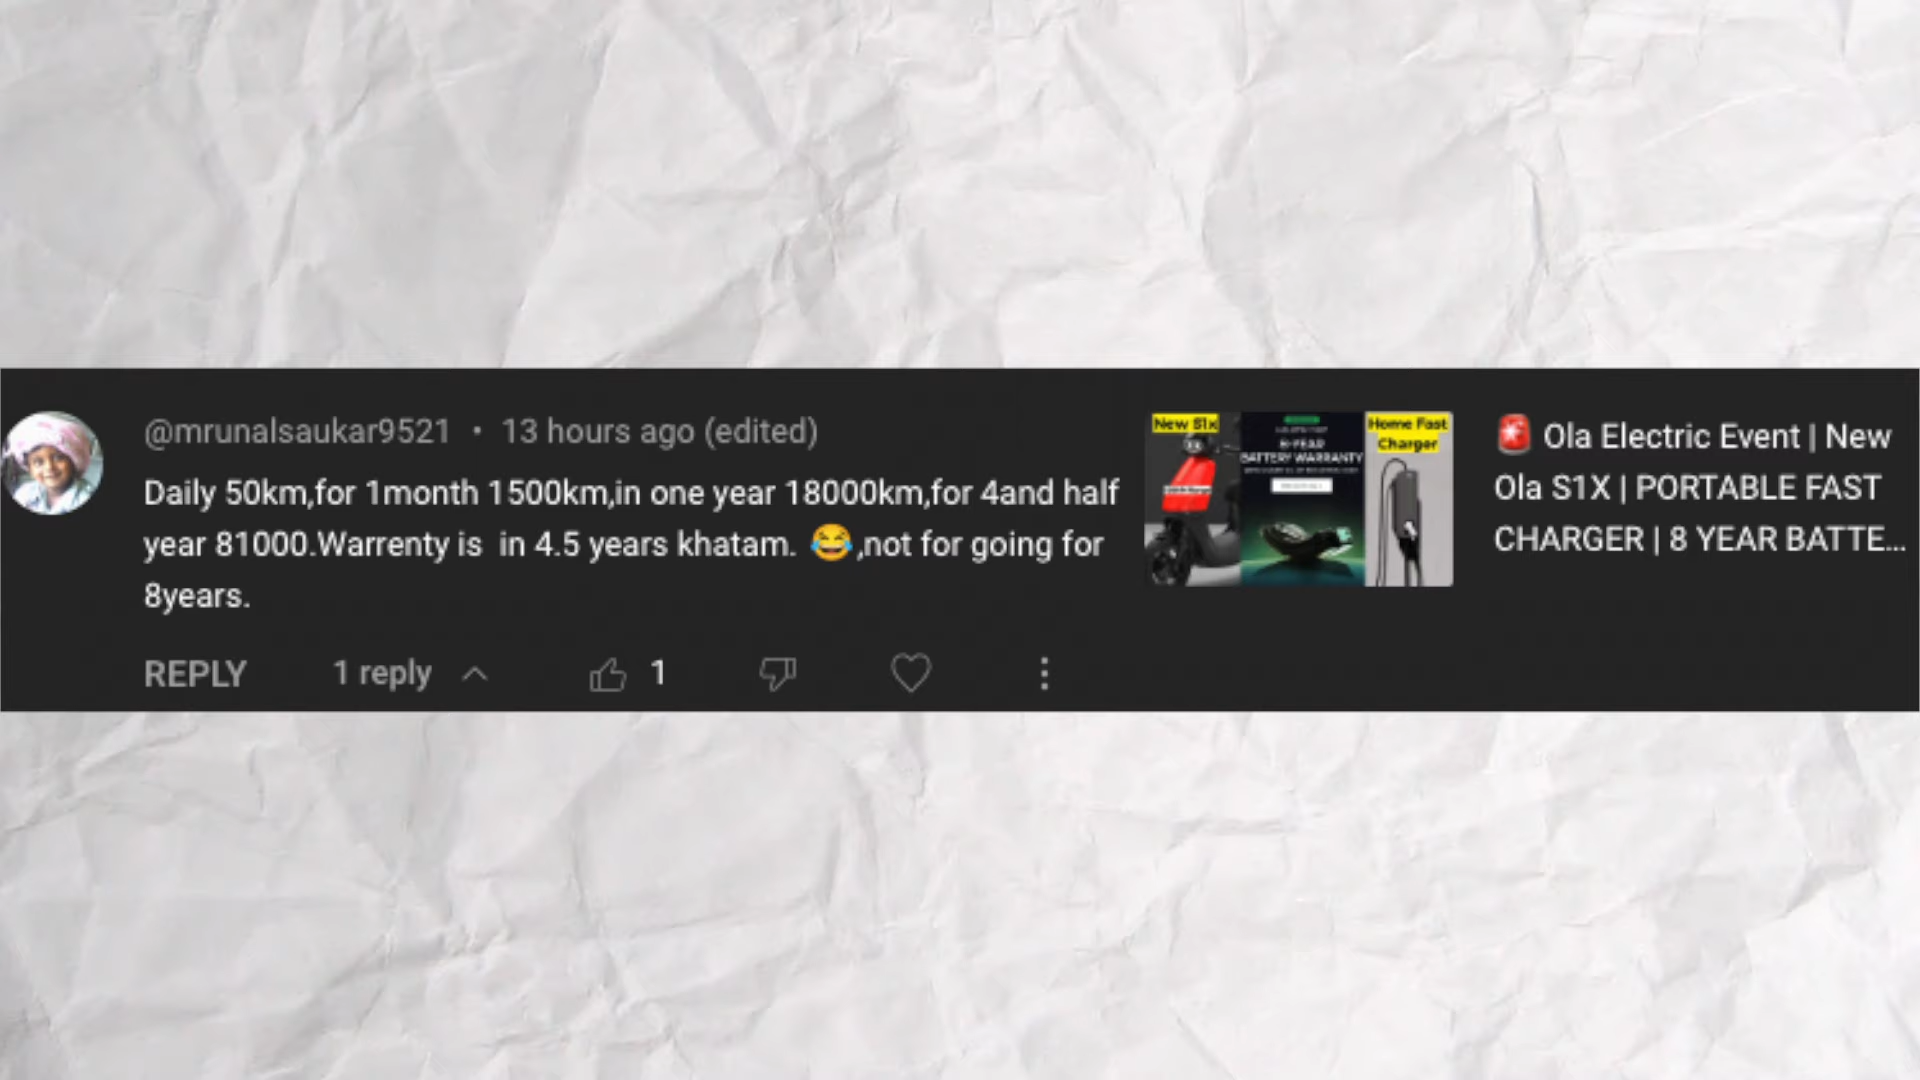 @mrunalsaukar9521 • 13 hours ago (edited)
Daily 50km,for 1month 1500km,in one year 18000km,for 4and half
year 81000.Warrenty is in 4.5 years khatam. 😂,not for going for
8years.
REPLY 1 reply 1
New S1x
8-YEAR
BATTERY WARRANTY
Home Fast
Charger
🚨 Ola Electric Event | New
Ola S1X | PORTABLE FAST
CHARGER | 8 YEAR BATTE...